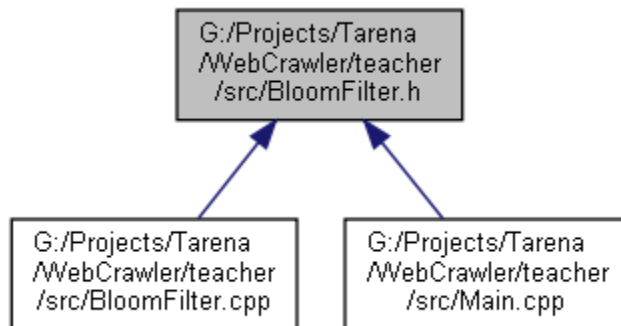 G:/Projects/Tarena
/WebCrawler/teacher
/src/BloomFilter.h
G:/Projects/Tarena
/WebCrawler/teacher
/src/BloomFilter.cpp
G:/Projects/Tarena
/WebCrawler/teacher
/src/Main.cpp